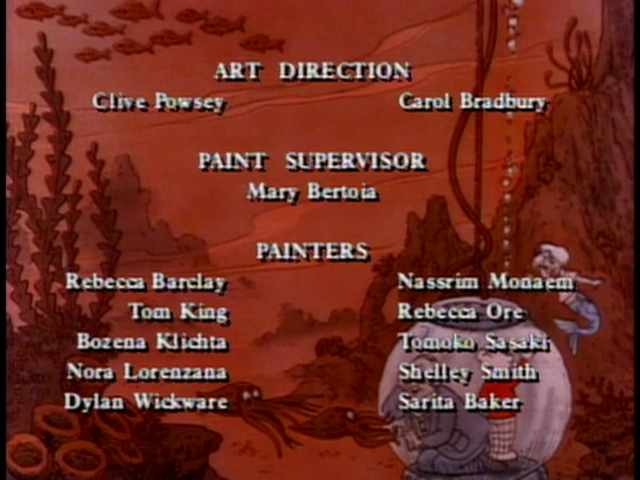 ART DIRECTION
Clive Powsey Carol Bradbury
PAINT SUPERVISOR
Mary Bertoia
PAINTERS
Rebecca Barclay Nassrim Monaem
Tom King Rebecca Ore
Bozena Klichta Tomoko Sasaki
Nora Lorenzana Shelley Smith
Dylan Wickware Sarita Baker